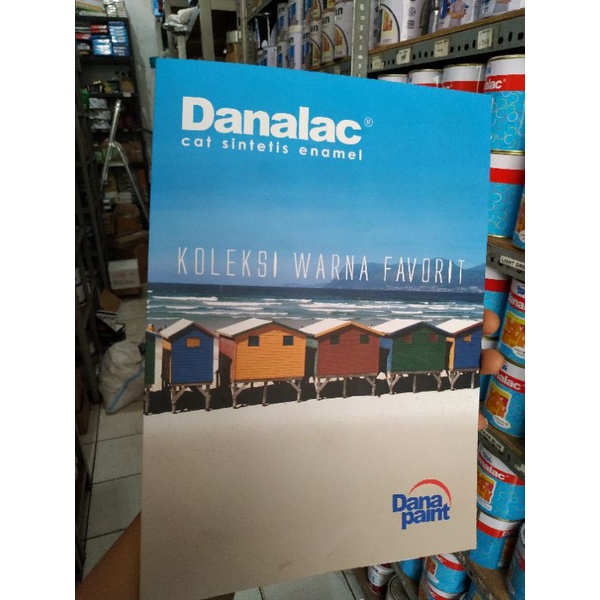 Danalac®
cat sintetis enamel
KOLEKSI WARNA FAVORIT
Dana
paint